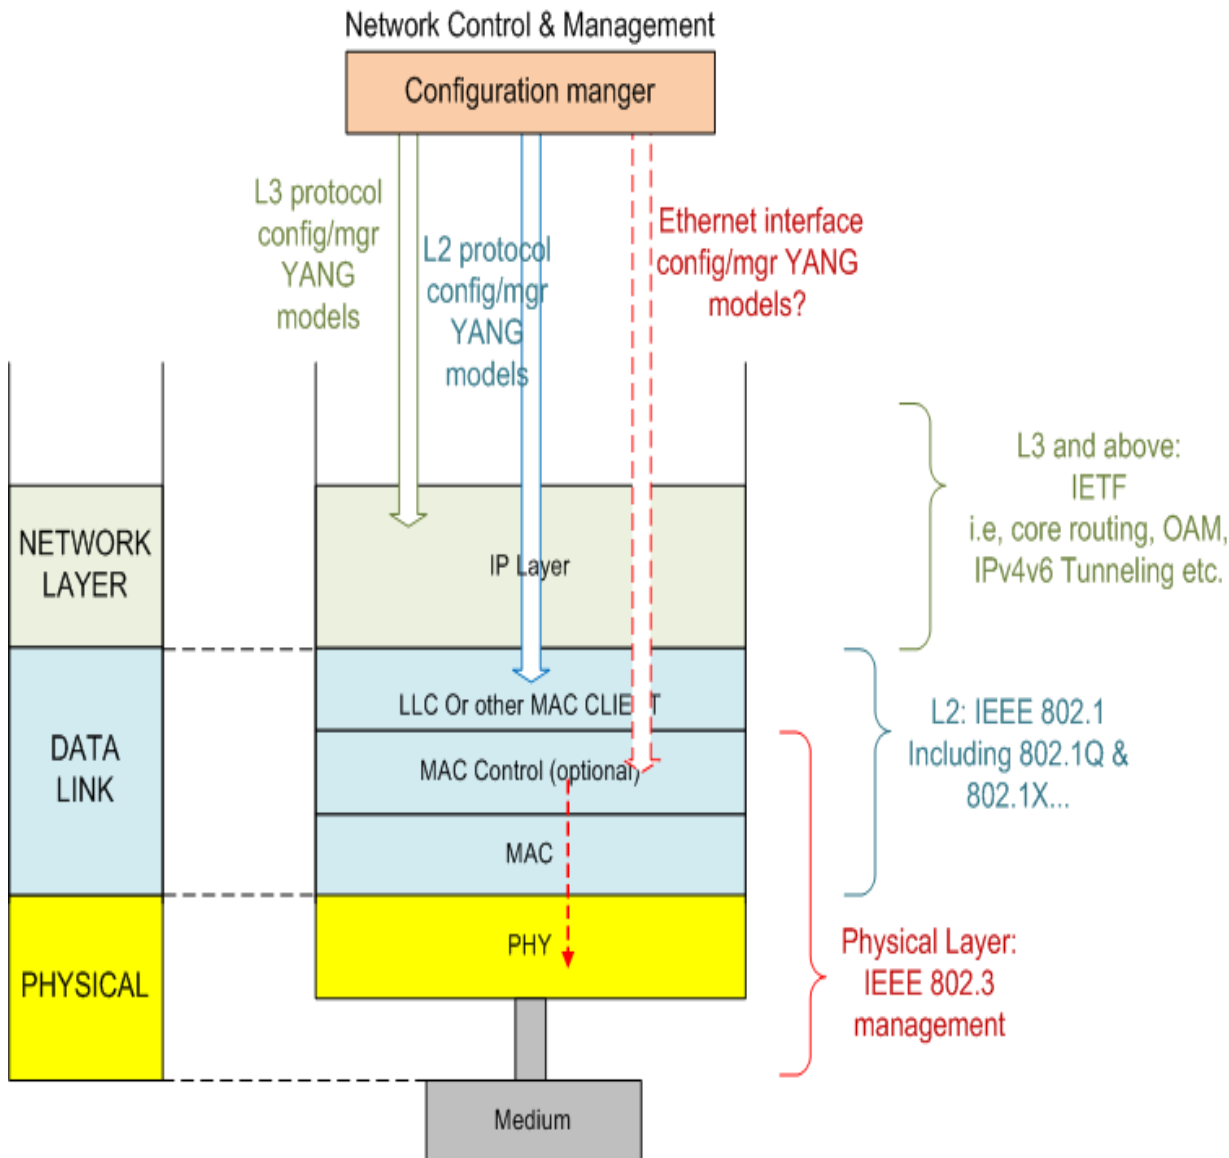 Network Control & Management
Configuration manger
L3 protocol
config/mgr
YANG
models
L2 protocol
config/mgr
YANG
models
Ethernet interface
config/mgr YANG
models?
L3 and above:
IETF
i.e, core routing, OAM,
IPv4v6 Tunneling etc.
NETWORK
LAYER
IP Layer
DATA
LINK
LLC Or other MAC CLIENT
MAC Control (optional)
MAC
L2: IEEE 802.1
Including 802.1Q &
802.1X...
PHYSICAL
PHY
Physical Layer:
IEEE 802.3
management
Medium